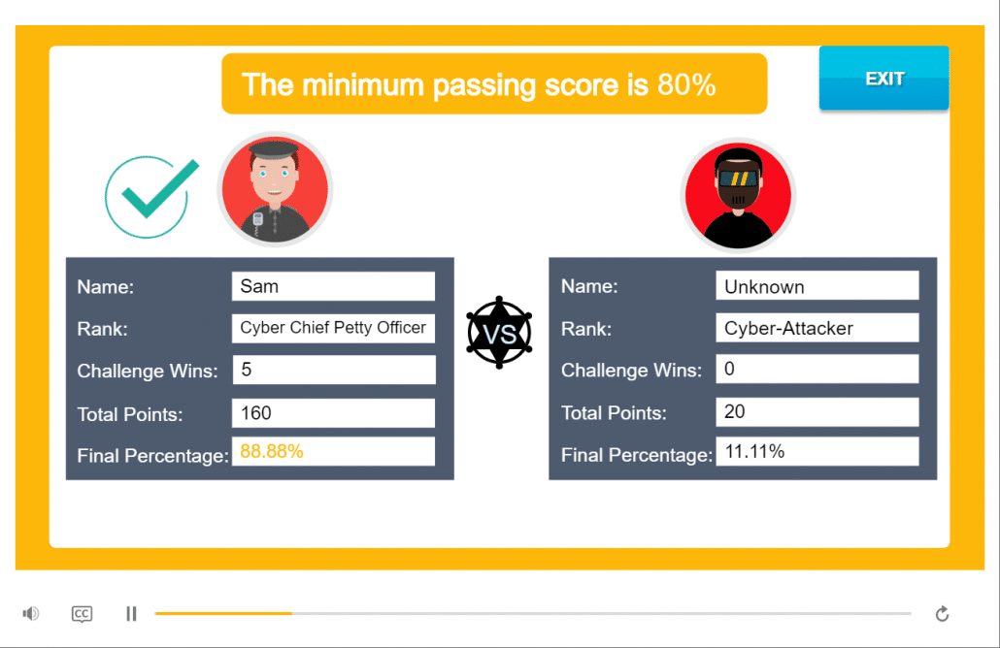 The minimum passing score is 80%
EXIT
Name: Sam
Rank: Cyber Chief Petty Officer
Challenge Wins: 5
Total Points: 160
Final Percentage: 88.88%
VS
Name: Unknown
Rank: Cyber-Attacker
Challenge Wins: 0
Total Points: 20
Final Percentage: 11.11%
CC